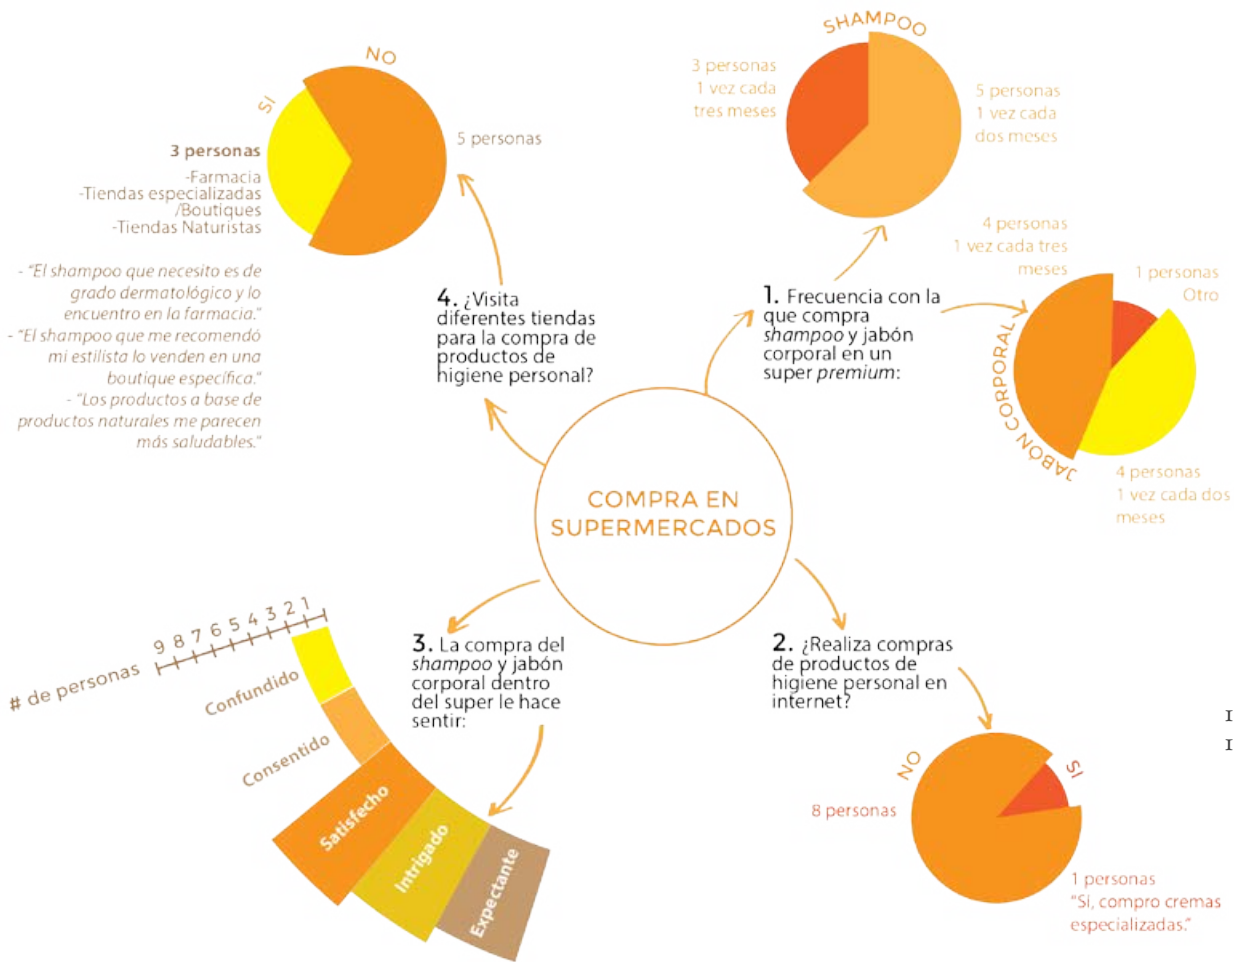 COMPRA EN
SUPERMERCADOS
1. Frecuencia con la
que compra
shampoo y jabón
corporal en un
super premium:
SHAMPOO
3 personas
1 vez cada
tres meses
5 personas
1 vez cada
dos meses
JABÓN CORPORAL
4 personas
1 vez cada tres
meses
1 personas
Otro
4 personas
1 vez cada dos
meses
2. ¿Realiza compras
de productos de
higiene personal en
internet?
NO
SI
8 personas
1 personas
"Si, compro cremas
especializadas."
3. La compra del
shampoo y jabón
corporal dentro
del super le hace
sentir:
# de personas
9 8 7 6 5 4 3 2 1
Confundido
Consentido
Satisfecho
Intrigado
Expectante
4. ¿Visita
diferentes tiendas
para la compra de
productos de
higiene personal?
NO
SI
5 personas
3 personas
-Farmacia
-Tiendas especializadas
/Boutiques
-Tiendas Naturistas
- "El shampoo que necesito es de
grado dermatológico y lo
encuentro en la farmacia."
- "El shampoo que me recomendó
mi estilista lo venden en una
boutique específica."
- "Los productos a base de
productos naturales me parecen
más saludables."
I
I